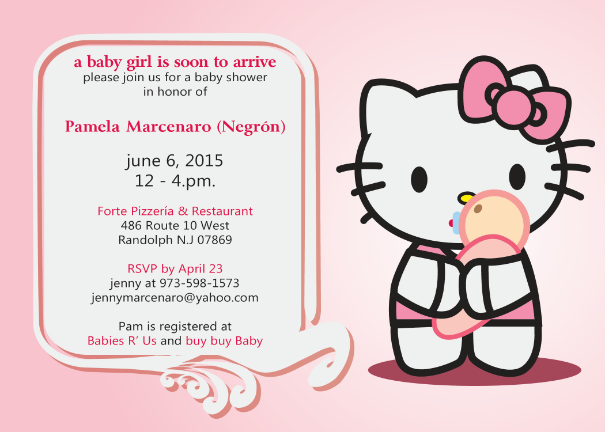 a baby girl is soon to arrive
please join us for a baby shower
in honor of
Pamela Marcenaro (Negrón)
june 6, 2015
12 - 4.p.m.
Forte Pizzería & Restaurant
486 Route 10 West
Randolph N.J 07869
RSVP by April 23
jenny at 973-598-1573
jennymarcenaro@yahoo.com
Pam is registered at
Babies R' Us and buy buy Baby